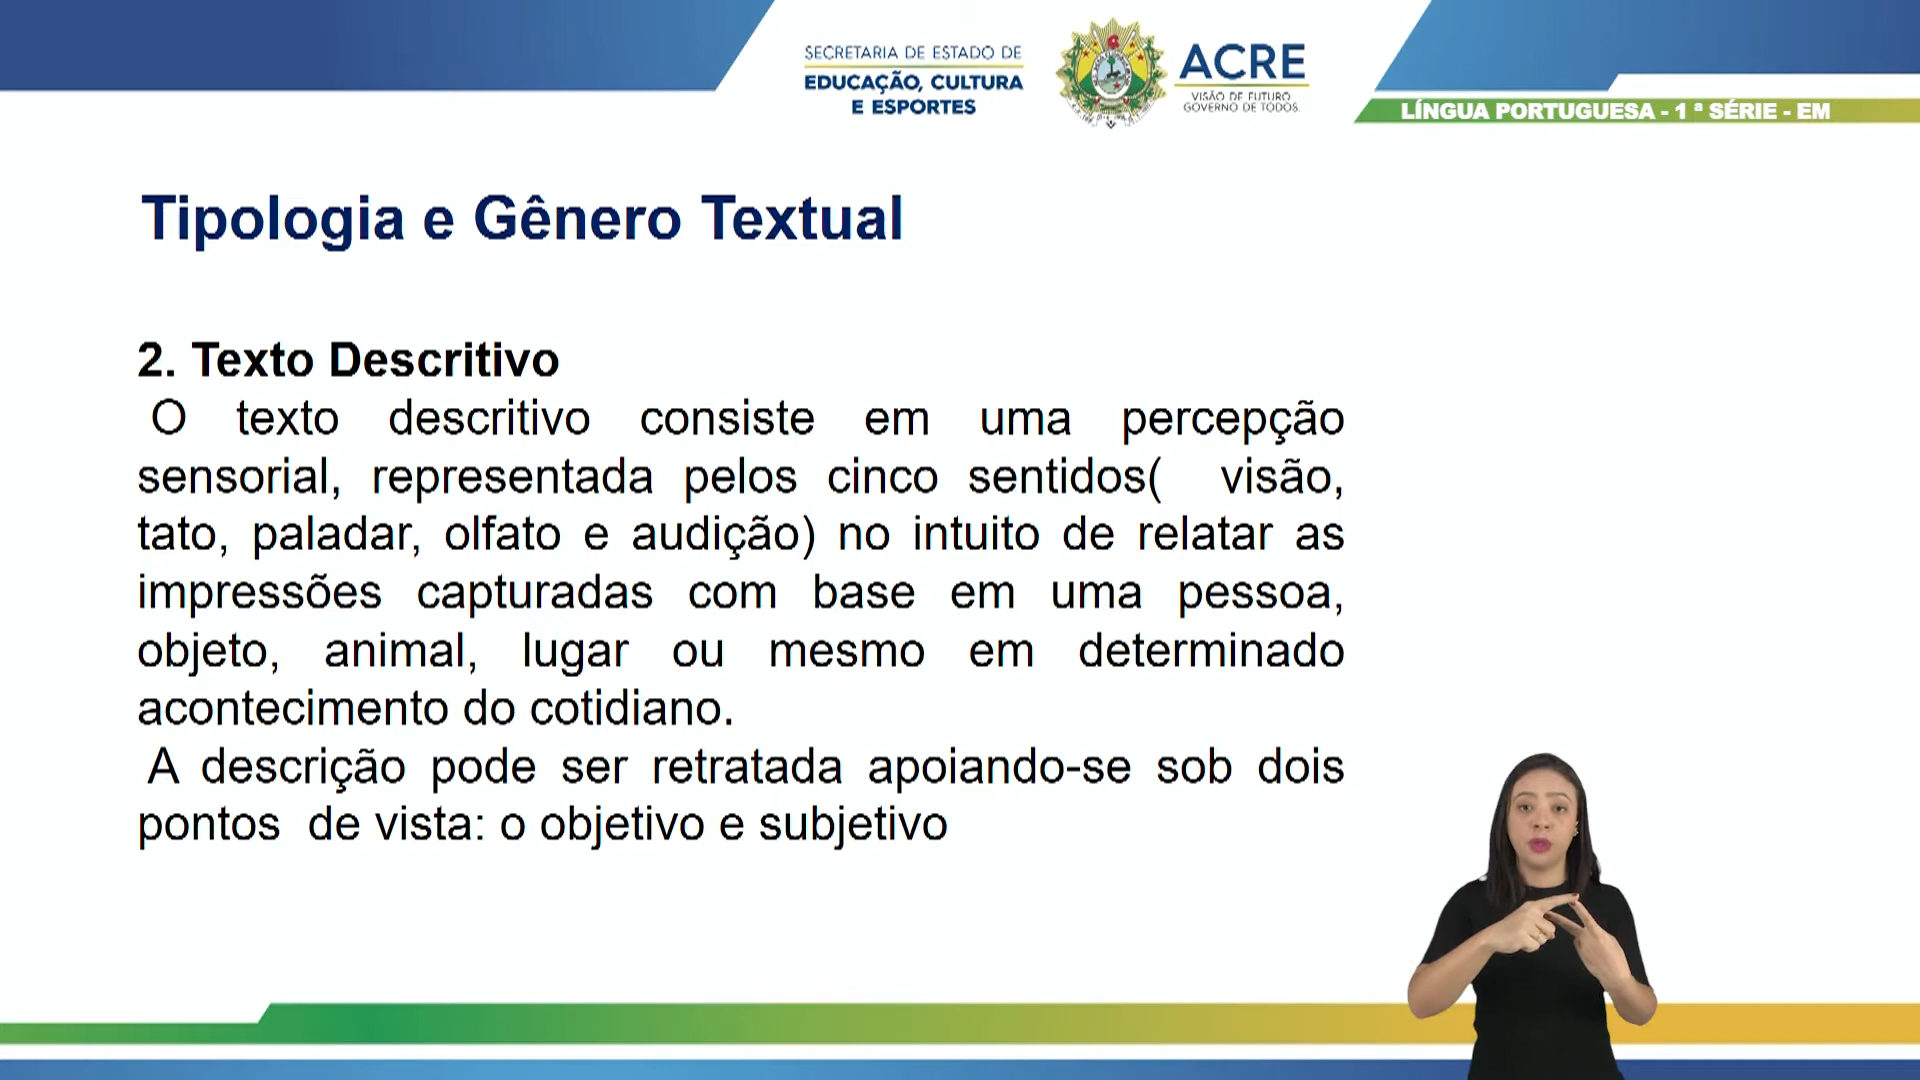 SECRETARIA DE ESTADO DE
EDUCAÇÃO, CULTURA
E ESPORTES
ACRE
VISÃO DE FUTURO
GOVERNO DE TODOS.
LÍNGUA PORTUGUESA - 1 ª SÉRIE - EM
Tipologia e Gênero Textual
2. Texto Descritivo
O texto descritivo consiste em uma percepção
sensorial, representada pelos cinco sentidos( visão,
tato, paladar, olfato e audição) no intuito de relatar as
impressões capturadas com base em uma pessoa,
objeto, animal, lugar ou mesmo em determinado
acontecimento do cotidiano.
A descrição pode ser retratada apoiando-se sob dois
pontos de vista: o objetivo e subjetivo